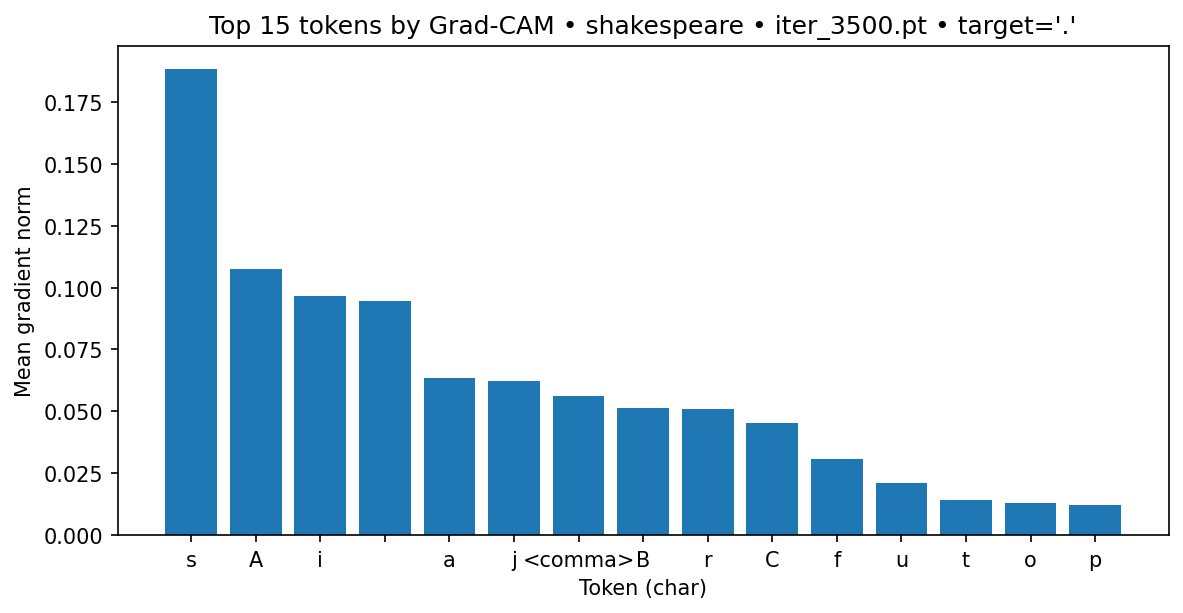 Top 15 tokens by Grad-CAM • shakespeare • iter_3500.pt • target='.'
Mean gradient norm
0.175
0.150
0.125
0.100
0.075
0.050
0.025
0.000
s A i a j <comma> B r C f u t o p
Token (char)